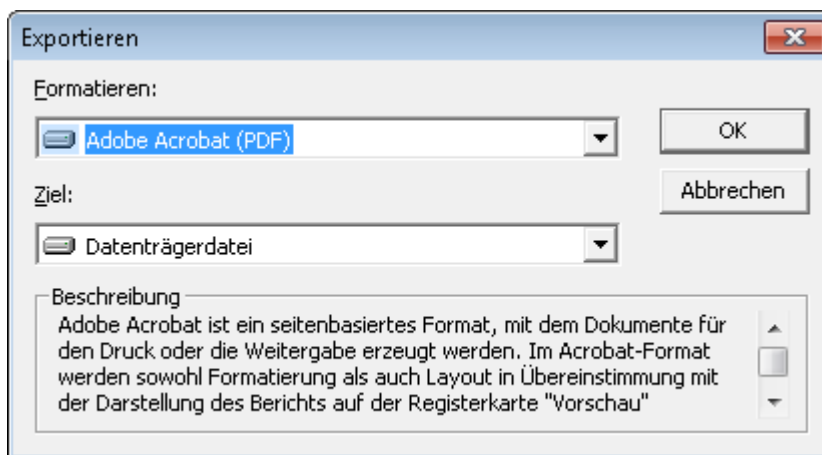 Exportieren
Formatieren:
Adobe Acrobat (PDF)
OK
Ziel:
Abbrechen
Datenträgerdatei
Beschreibung
Adobe Acrobat ist ein seitenbasiertes Format, mit dem Dokumente für
den Druck oder die Weitergabe erzeugt werden. Im Acrobat-Format
werden sowohl Formatierung als auch Layout in Übereinstimmung mit
der Darstellung des Berichts auf der Registerkarte "Vorschau"